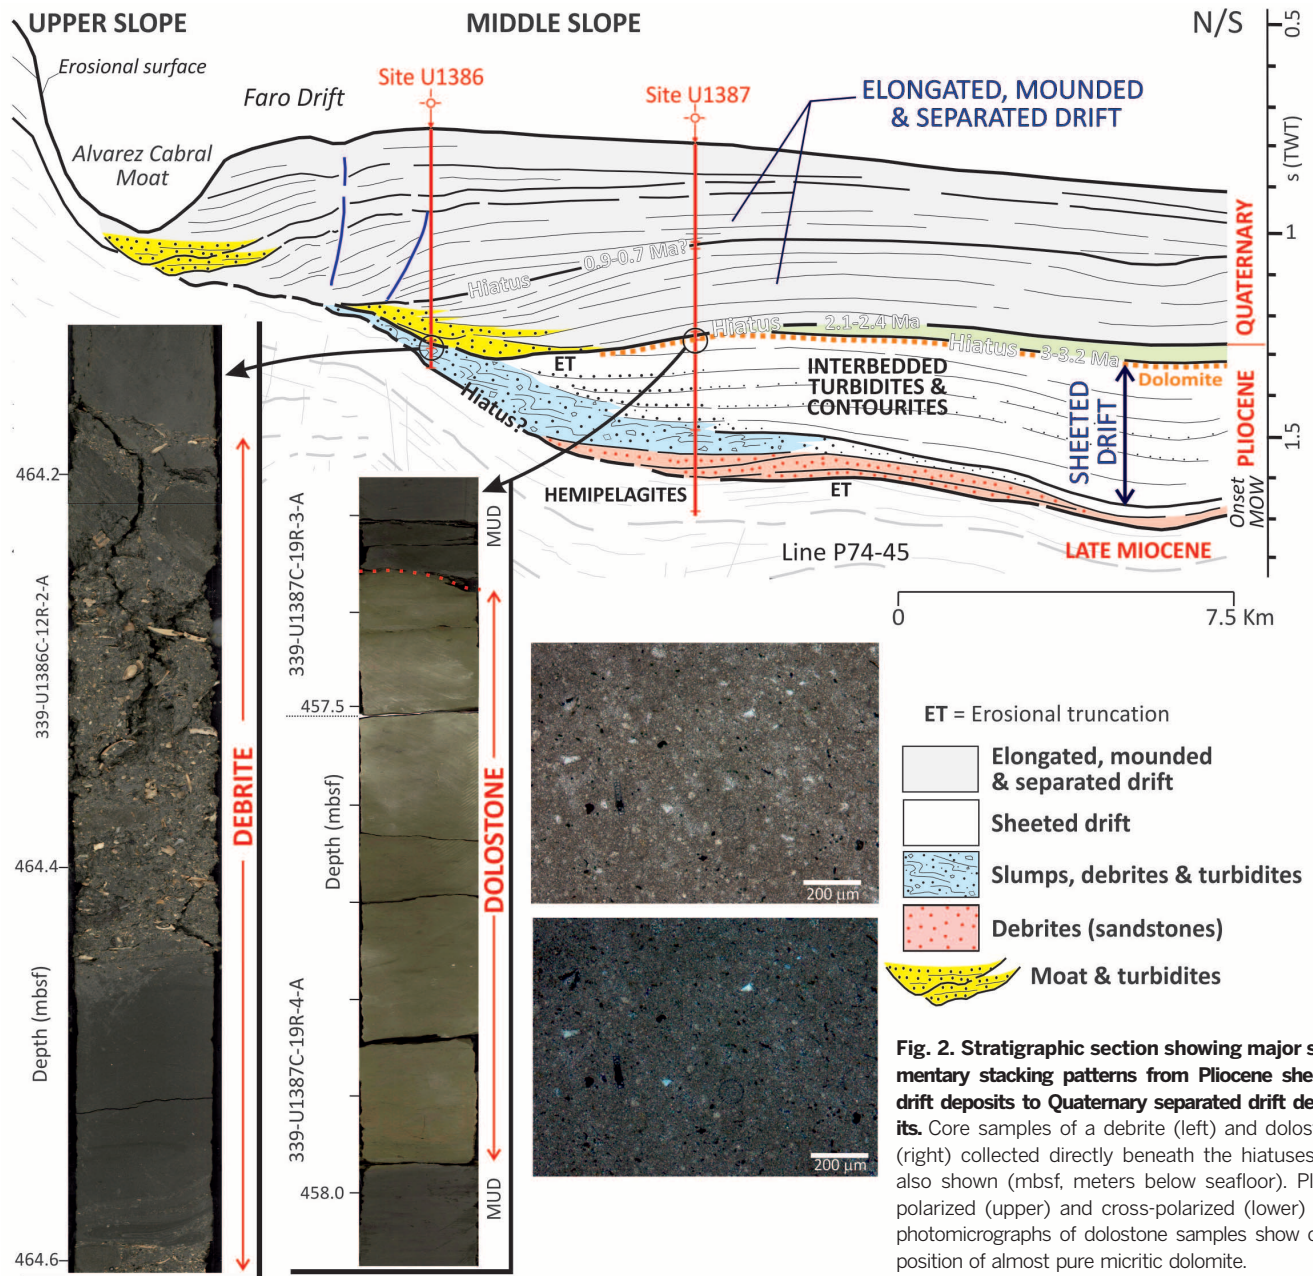 UPPER SLOPE
MIDDLE SLOPE
N/S
0.5
Erosional surface
Faro Drift
Site U1386
Site U1387
ELONGATED, MOUNDED
& SEPARATED DRIFT
s (TWT)
Alvarez Cabral
Moat
QUATERNARY
1
Hiatus
0.9-0.7 Ma?
Hiatus
2.1-2.4 Ma
Hiatus
3-3.2 Ma
ET
Dolomite
INTERBEDDED
TURBIDITES &
CONTOURITES
SHEETED
DRIFT
PLIOCENE
1.5
Hiatus?
HEMIPELAGITES
ET
Onset
MOW
Line P74-45
LATE MIOCENE
0
7.5 Km
464.2
339-U1386C-12R-2-A
464.4
Depth (mbsf)
464.6
DEBRITE
339-U1387C-19R-3-A
MUD
457.5
Depth (mbsf)
DOLOSTONE
339-U1387C-19R-4-A
458.0
MUD
200 µm
200 µm
ET = Erosional truncation
Elongated, mounded
& separated drift
Sheeted drift
Slumps, debrites & turbidites
Debrites (sandstones)
Moat & turbidites
Fig. 2. Stratigraphic section showing major s
mentary stacking patterns from Pliocene she
drift deposits to Quaternary separated drift de
its. Core samples of a debrite (left) and dolos
(right) collected directly beneath the hiatuses
also shown (mbsf, meters below seafloor). Pl
polarized (upper) and cross-polarized (lower)
photomicrographs of dolostone samples show c
position of almost pure micritic dolomite.